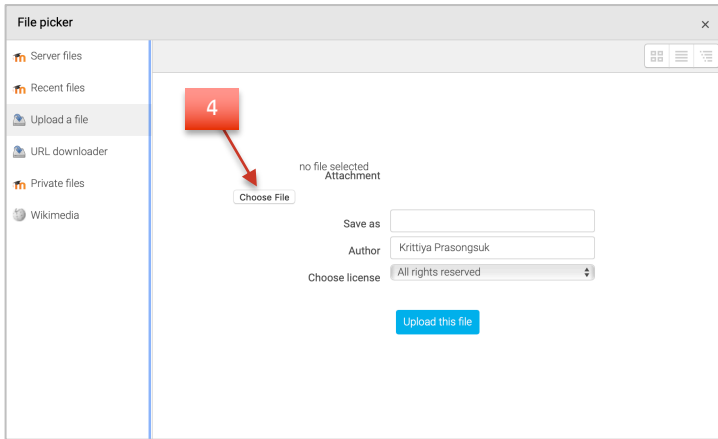 File picker
×
Server files
Recent files
Upload a file
URL downloader
Private files
Wikimedia
4
no file selected
Attachment
Choose File
Save as
Author Krittiya Prasongsuk
Choose license All rights reserved
Upload this file